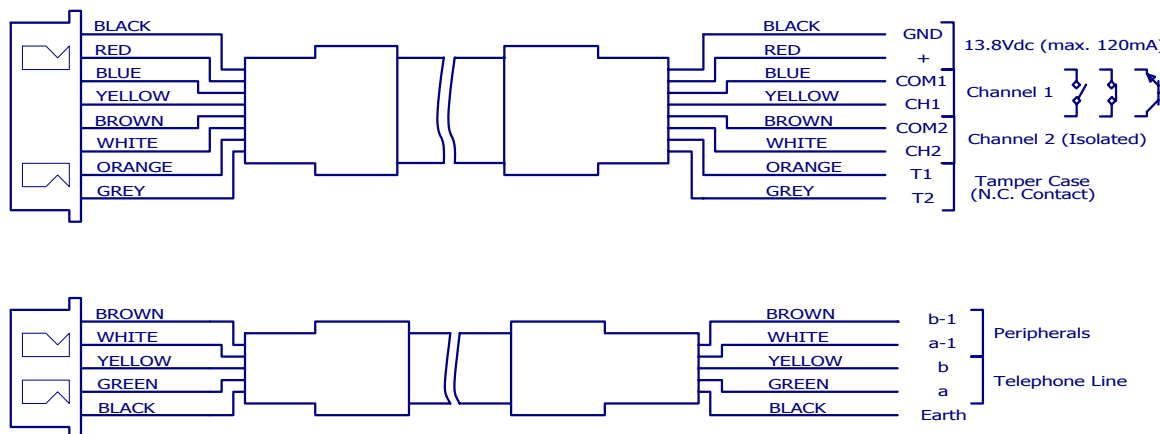 BLACK BLACK GND
RED RED +
13.8Vdc (max. 120mA)
BLUE BLUE COM1
YELLOW YELLOW CH1
Channel 1
BROWN BROWN COM2
WHITE WHITE CH2
Channel 2 (Isolated)
ORANGE ORANGE T1
GREY GREY T2
Tamper Case
(N.C. Contact)
BROWN BROWN b-1
WHITE WHITE a-1
Peripherals
YELLOW YELLOW b
GREEN GREEN a
Telephone Line
BLACK BLACK Earth